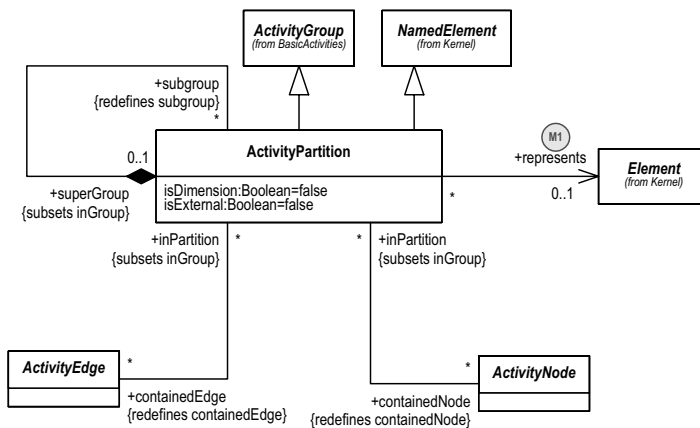 ActivityGroup
(from BasicActivities)
NamedElement
(from Kernel)
+subgroup
{redefines subgroup}
*
0..1
ActivityPartition
isDimension:Boolean=false
isExternal:Boolean=false
+superGroup
{subsets inGroup}
M1
+represents
*
0..1
Element
(from Kernel)
+inPartition
{subsets inGroup}
*
*
+inPartition
{subsets inGroup}
ActivityEdge
*
+containedEdge
{redefines containedEdge}
*
+containedNode
{redefines containedNode}
ActivityNode